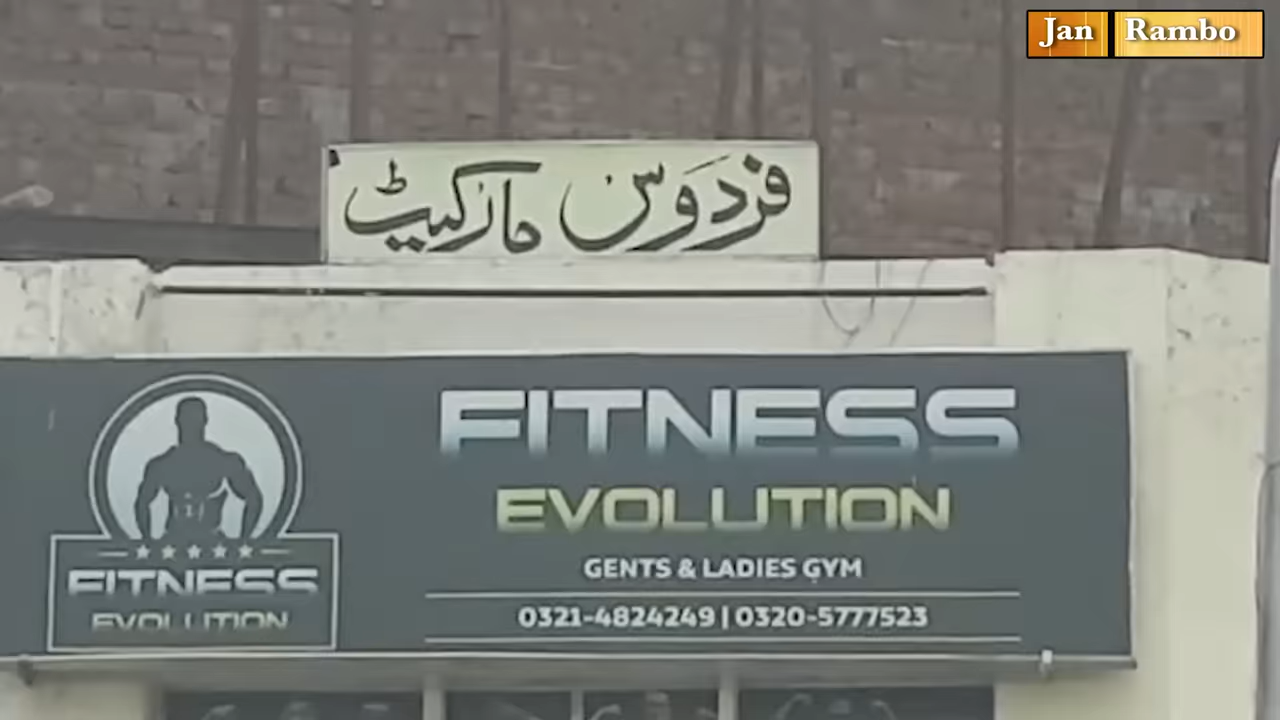 Jan Rambo
فردوس مارکیٹ
FITNESS
EVOLUTION
GENTS & LADIES GYM
0321-4824249 | 0320-5777523
FITNESS
EVOLUTION